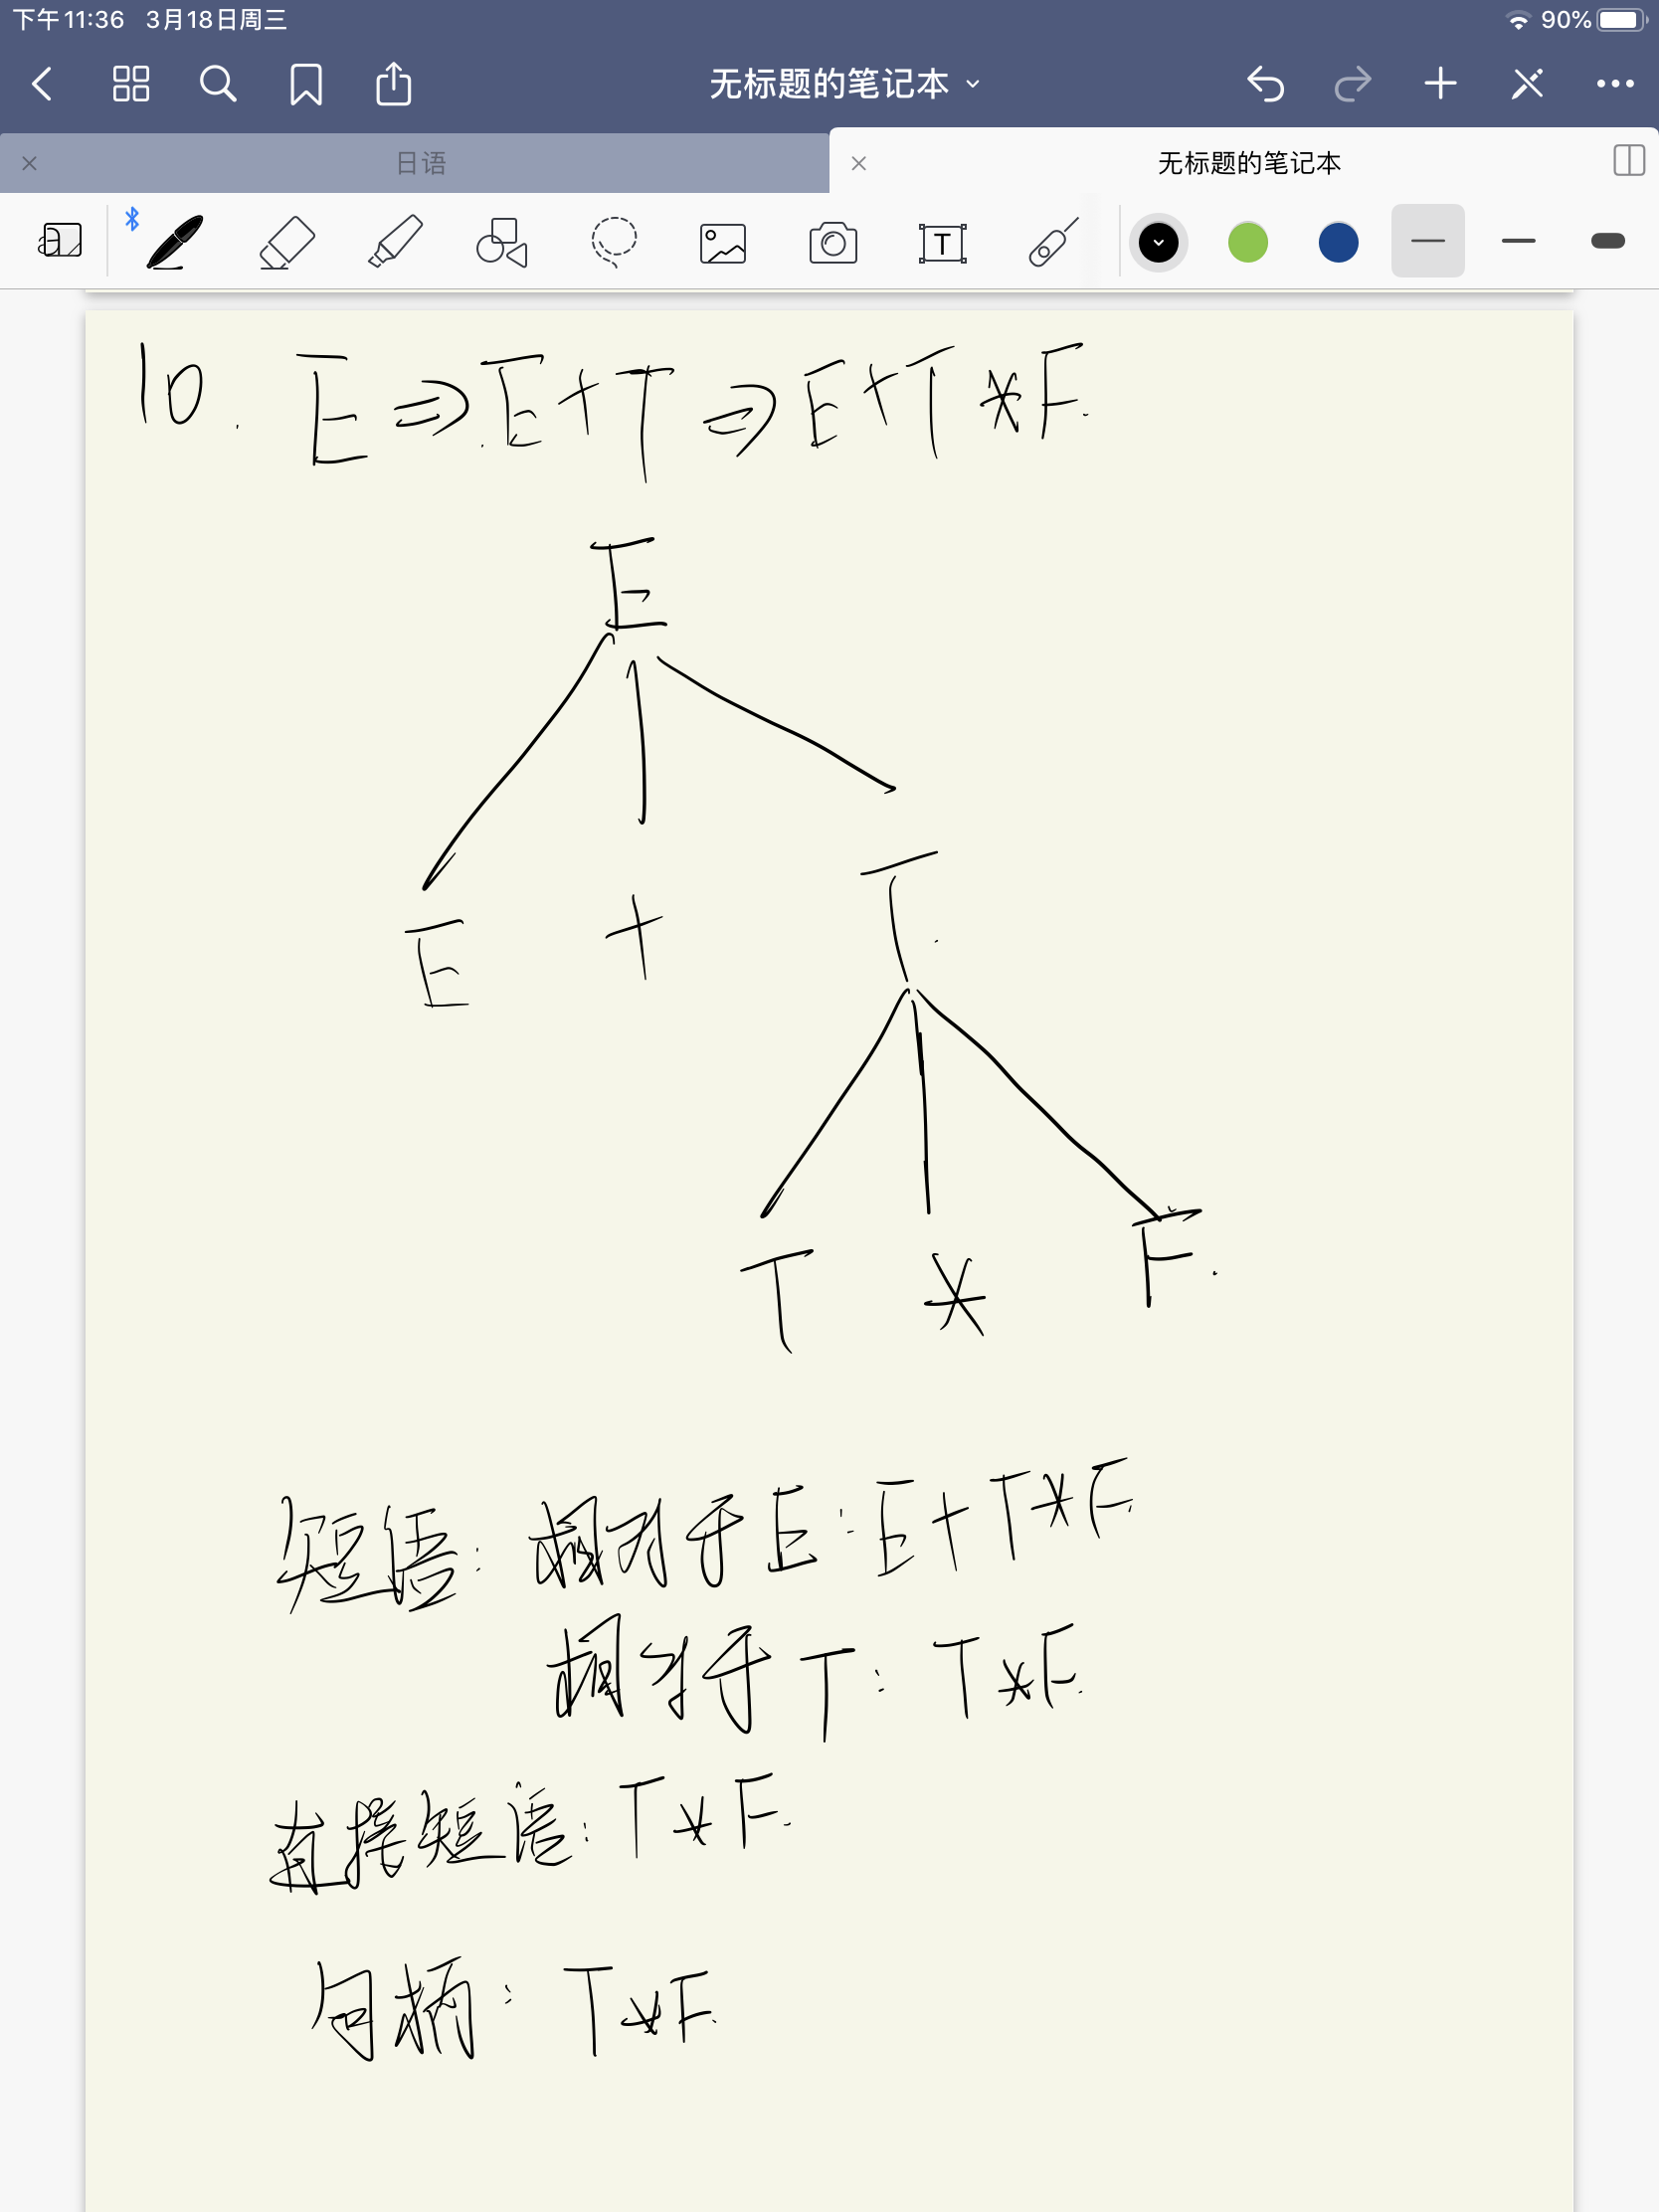 下午11:36 3月18日周三 90%
无标题的笔记本
日语 无标题的笔记本
10. E⇒E+T⇒E+T*F.
E
E + T
T * F.
短语: 相对于E:E+T*F.
相对于T: T*F.
直接短语:T*F.
句柄: T*F.